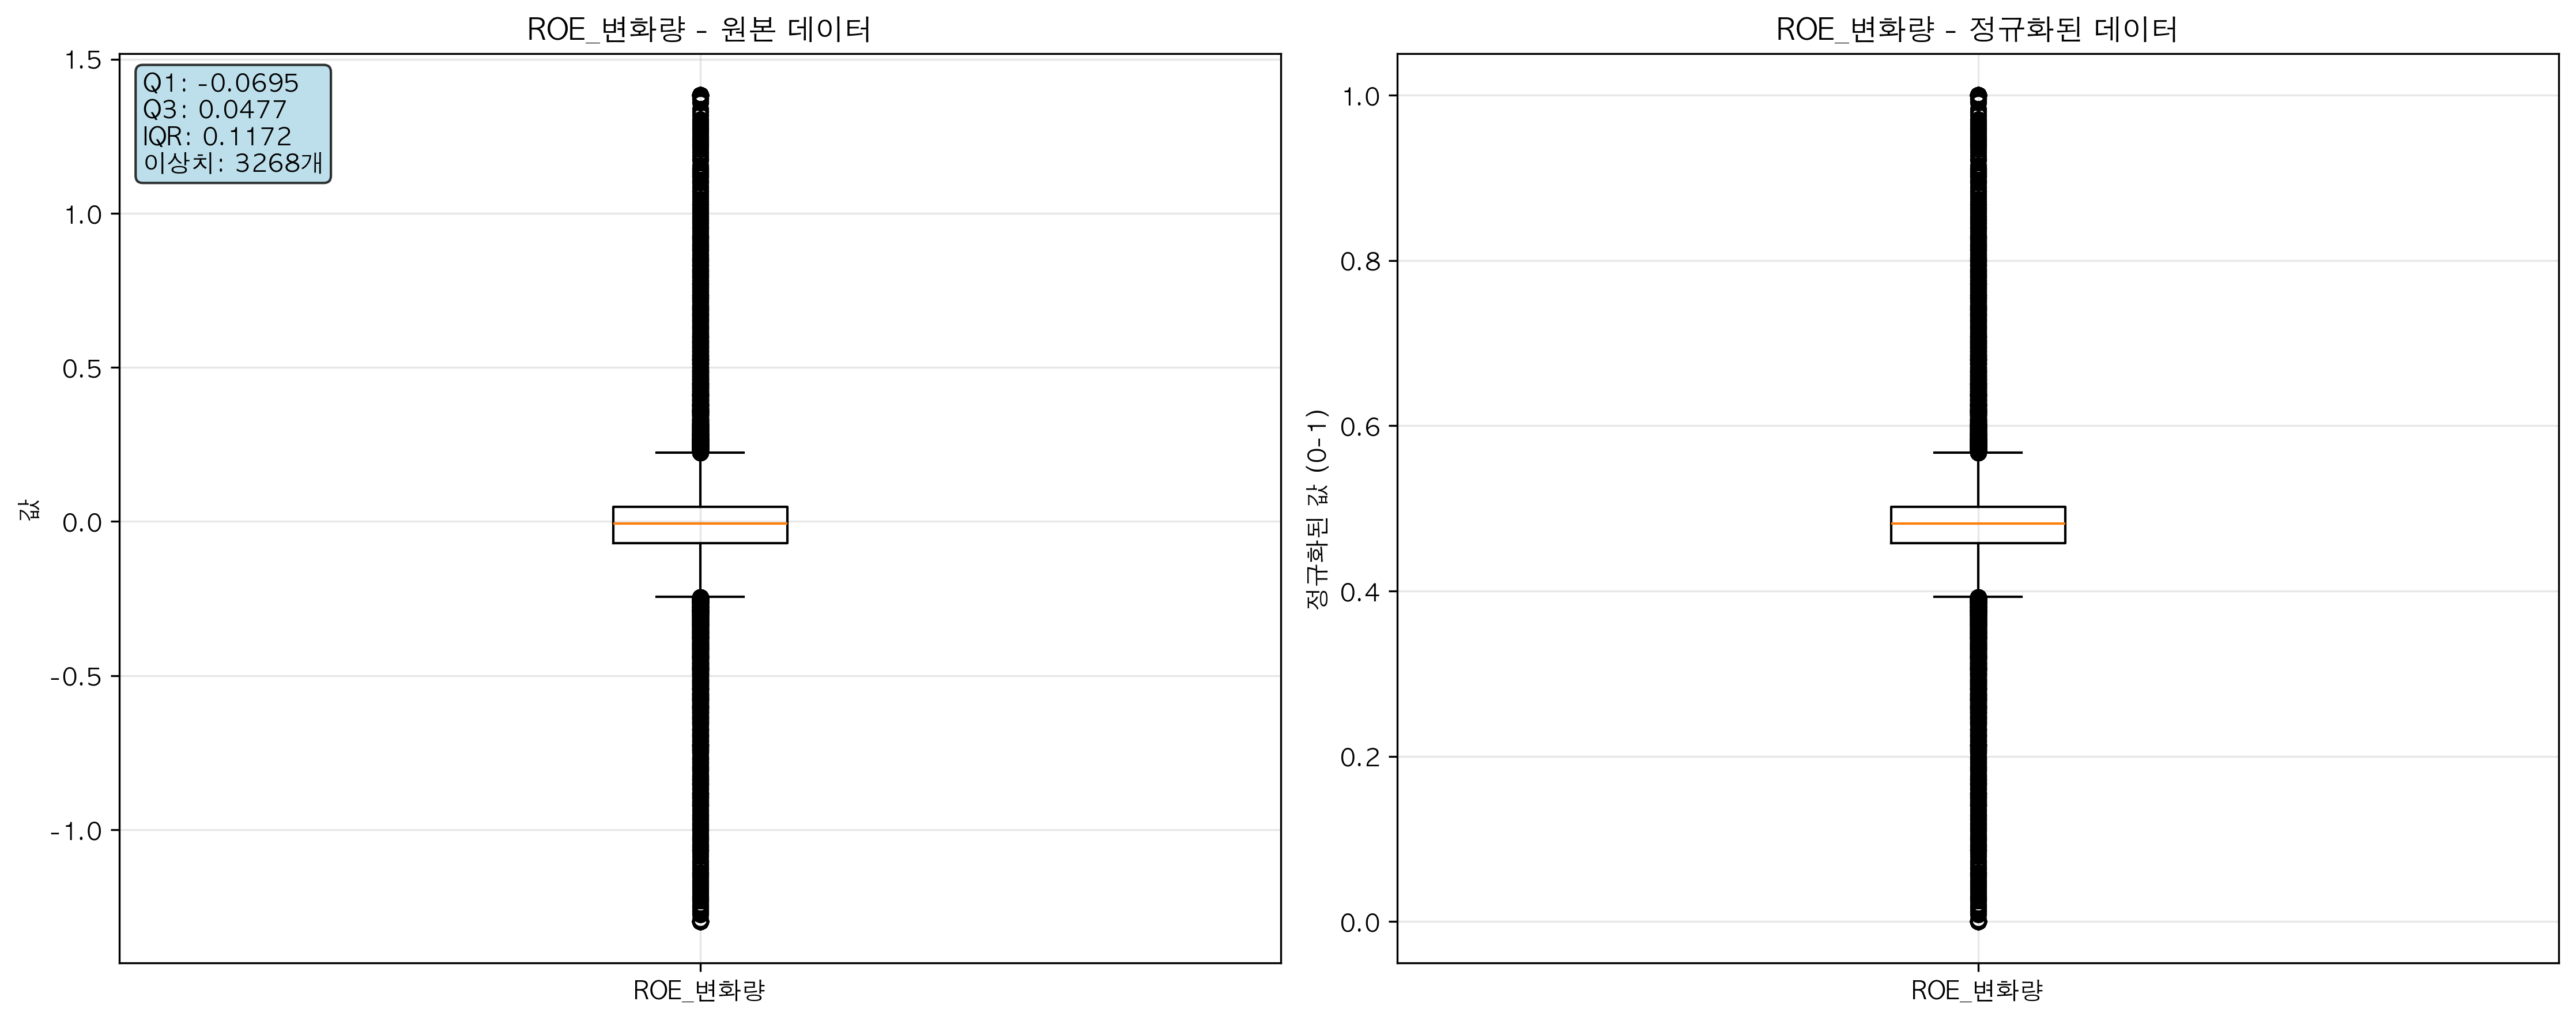 ROE_변화량 - 원본 데이터
1.5
1.0
0.5
0.0
-0.5
-1.0
값
Q1: -0.0695
Q3: 0.0477
IQR: 0.1172
이상치: 3268개
ROE_변화량
ROE_변화량 - 정규화된 데이터
1.0
0.8
0.6
0.4
0.2
0.0
정규화된 값 (0-1)
ROE_변화량